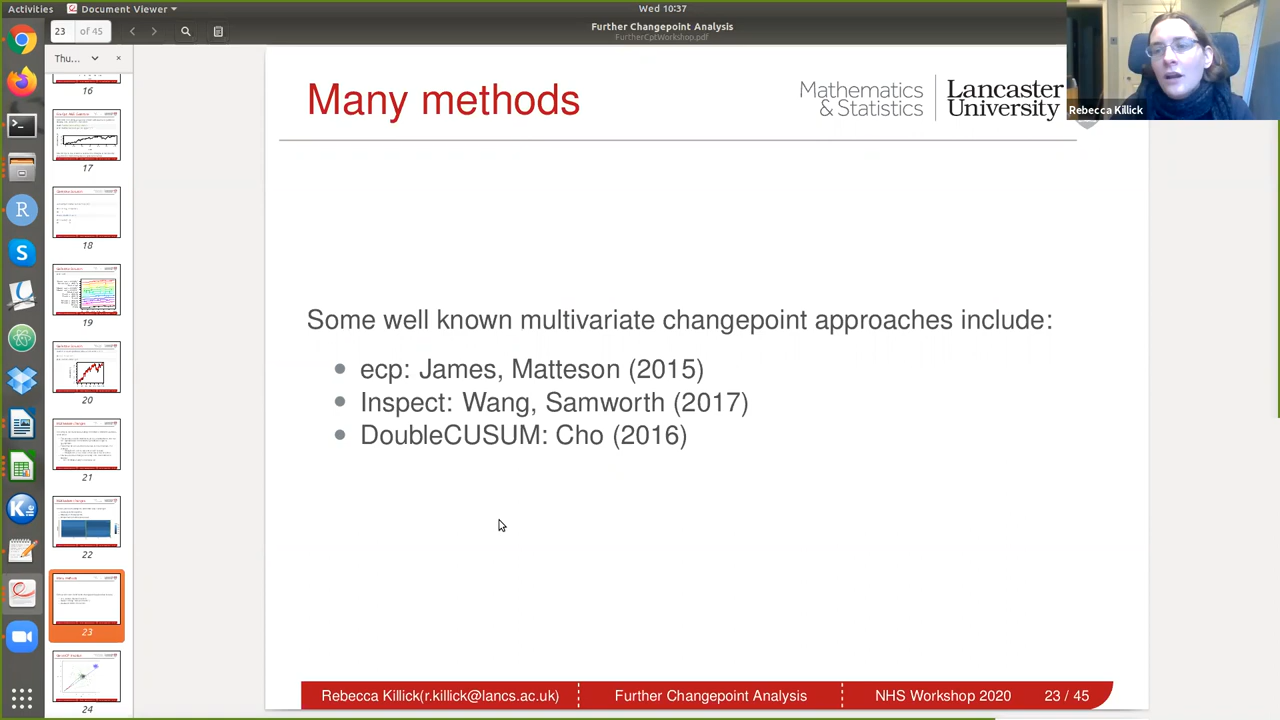 Activities
Document Viewer
Wed 10:37
23
of 45
Further Changepoint Analysis
FurtherCptWorkshop.pdf
Thu...
16
17
18
19
20
21
22
23
24
Many methods
Mathematics
& Statistics
Lancaster
University
Rebecca Killick
Some well known multivariate changepoint approaches include:
ecp: James, Matteson (2015)
Inspect: Wang, Samworth (2017)
DoubleCUSUM: Cho (2016)
Rebecca Killick(r.killick@lancs.ac.uk)
Further Changepoint Analysis
NHS Workshop 2020
23 / 45